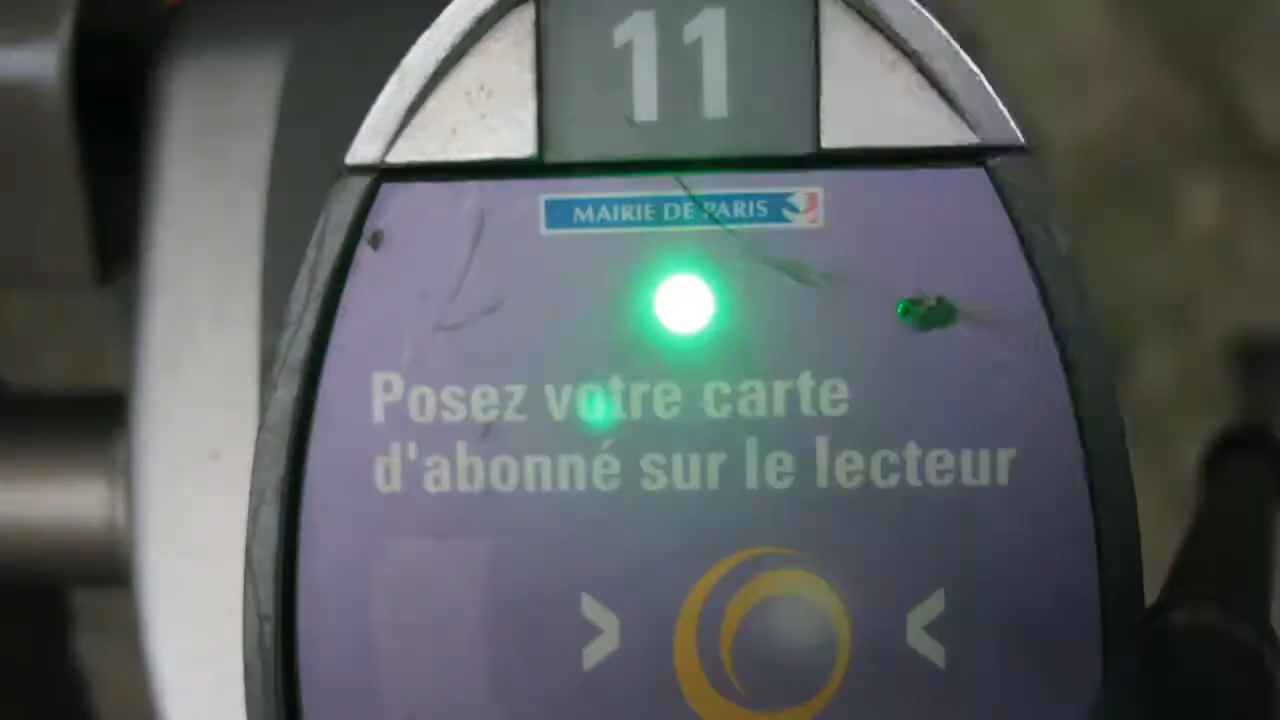 11
MAIRIE DE PARIS
Posez votre carte
d'abonné sur le lecteur
> <